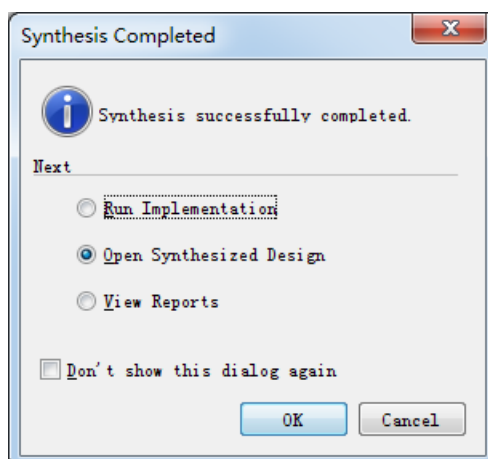 Synthesis Completed
Synthesis successfully completed.
Next
Run Implementation
Open Synthesized Design
View Reports
Don't show this dialog again
OK
Cancel